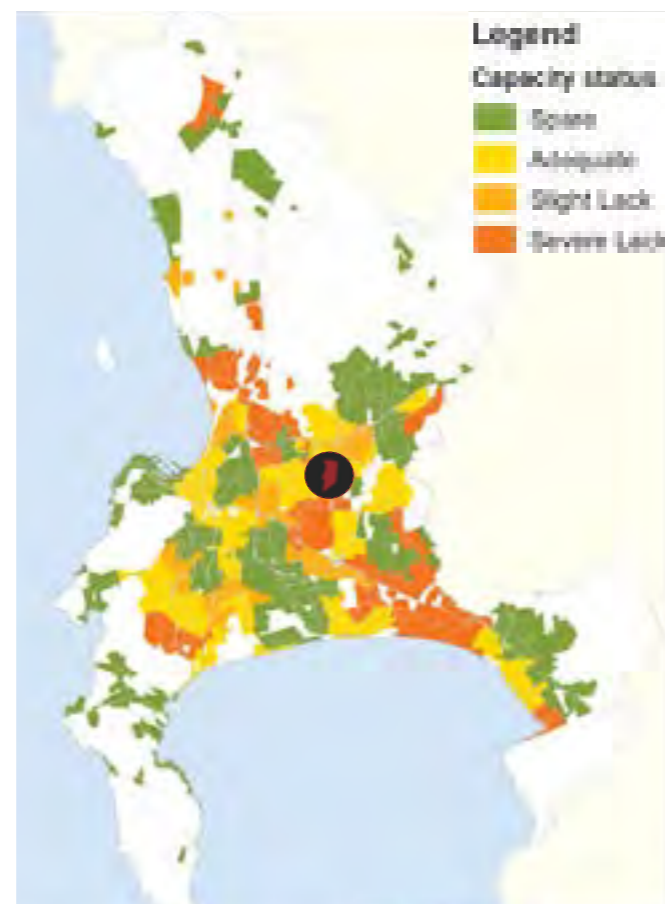 Legend
Capacity status
Spare
Adequate
Slight Lack
Severe Lack